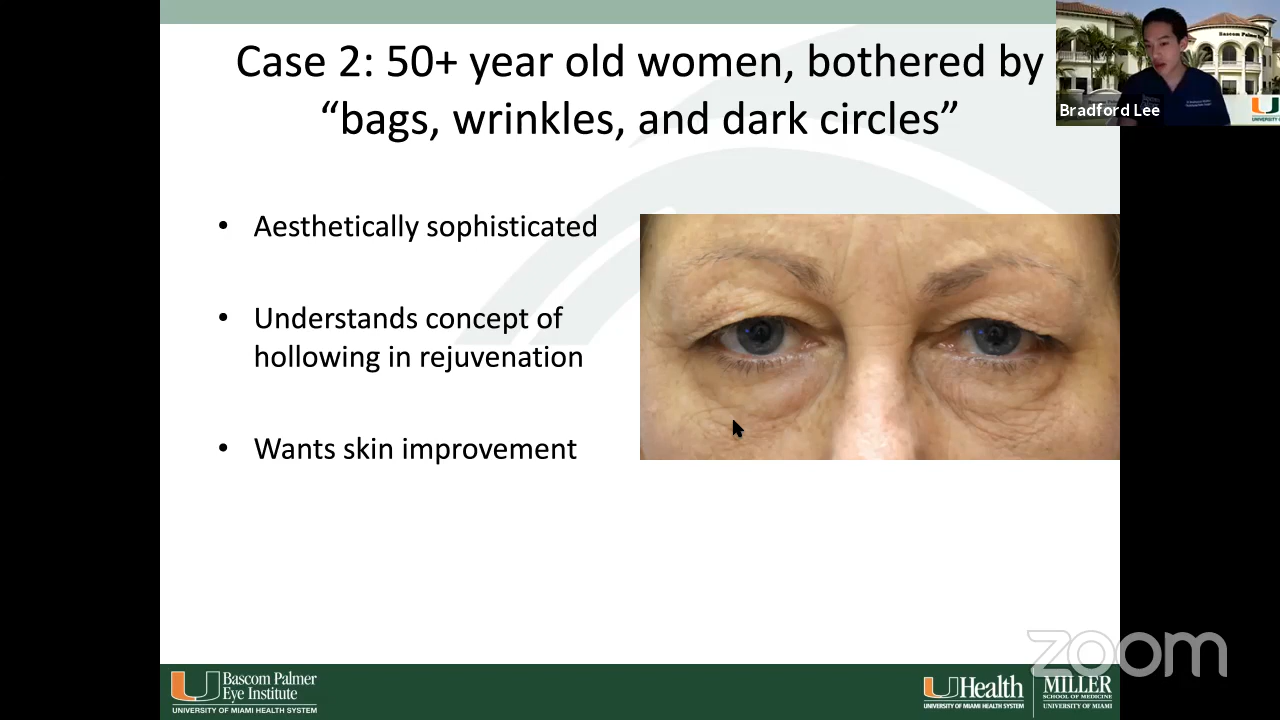 Case 2: 50+ year old women, bothered by
“bags, wrinkles, and dark circles”
Bascom Palmer
Bradford Lee
• Aesthetically sophisticated
• Understands concept of
hollowing in rejuvenation
• Wants skin improvement
zoom
Bascom Palmer
Eye Institute
UNIVERSITY OF MIAMI HEALTH SYSTEM
UHealth
UNIVERSITY OF MIAMI HEALTH SYSTEM
MILLER
SCHOOL OF MEDICINE
UNIVERSITY OF MIAMI